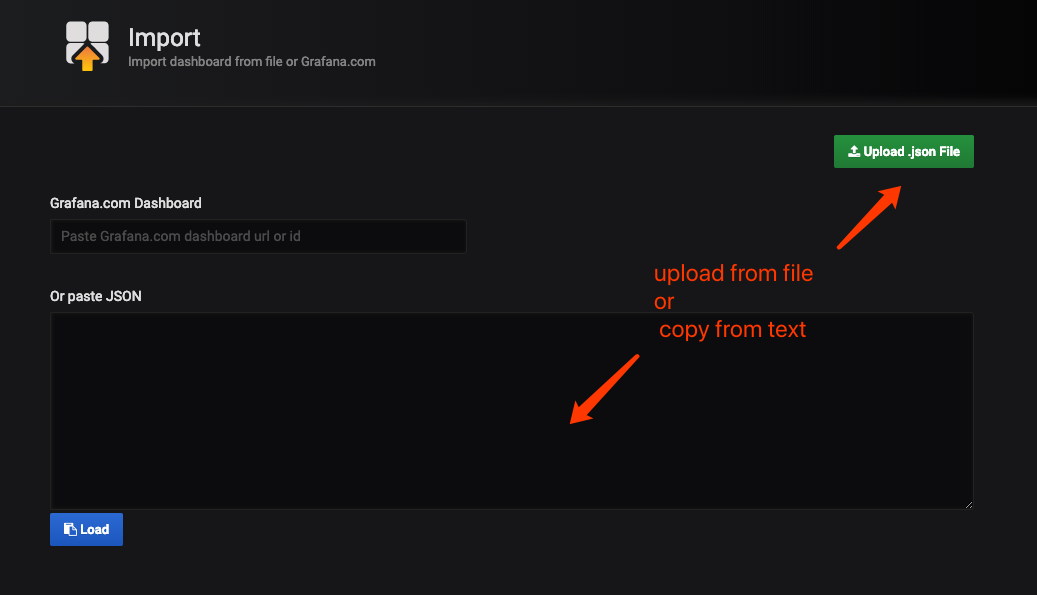 Import
Import dashboard from file or Grafana.com
Upload .json File
Grafana.com Dashboard
Paste Grafana.com dashboard url or id
upload from file
or
copy from text
Or paste JSON
Load